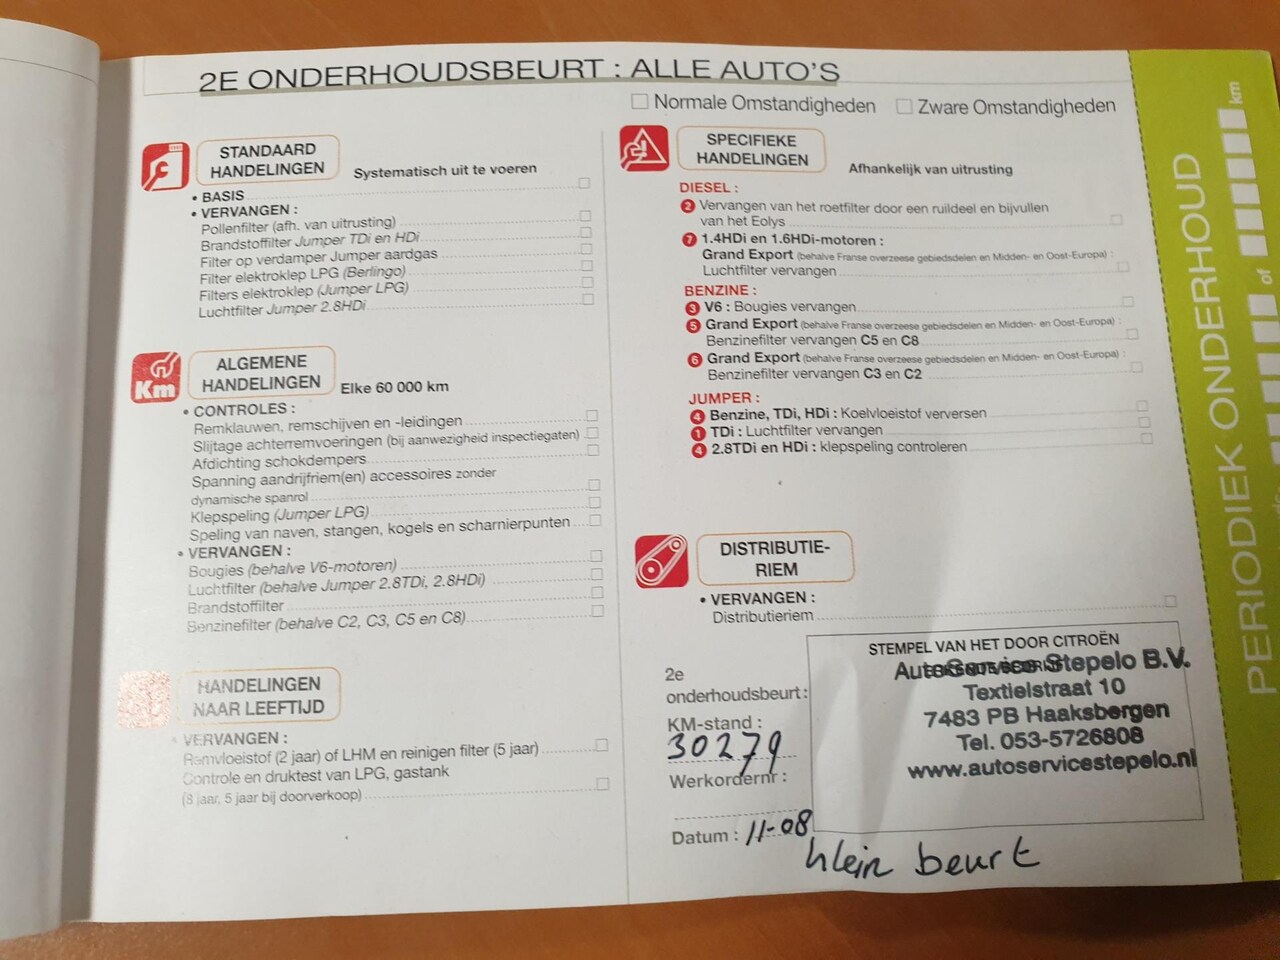 2E ONDERHOUDSBEURT : ALLE AUTO'S
Normale Omstandigheden Zware Omstandigheden
STANDAARD
HANDELINGEN
Systematisch uit te voeren
• BASIS
• VERVANGEN :
Pollenfilter (afh. van uitrusting)
Brandstoffilter Jumper TDi en HDi
Filter op verdamper Jumper aardgas
Filter elektroklep LPG (Berlingo)
Filters elektroklep (Jumper LPG)
Luchtfilter Jumper 2.8HDi
Km
ALGEMENE
HANDELINGEN
Elke 60 000 km
• CONTROLES :
Remklauwen, remschijven en -leidingen
Slijtage achterremvoeringen (bij aanwezigheid inspectiegaten)
Afdichting schokdempers
Spanning aandrijfriem(en) accessoires zonder
dynamische spanrol
Klepspeling (Jumper LPG)
Speling van naven, stangen, kogels en scharnierpunten
• VERVANGEN :
Bougies (behalve V6-motoren)
Luchtfilter (behalve Jumper 2.8TDi, 2.8HDi)
Brandstoffilter
Benzinefilter (behalve C2, C3, C5 en C8)
HANDELINGEN
NAAR LEEFTIJD
VERVANGEN :
Remvloeistof (2 jaar) of LHM en reinigen filter (5 jaar)
Controle en druktest van LPG, gastank
(8 jaar, 5 jaar bij doorverkoop)
SPECIFIEKE
HANDELINGEN
Afhankelijk van uitrusting
DIESEL :
2 Vervangen van het roetfilter door een ruildeel en bijvullen
van het Eolys
7 1.4HDi en 1.6HDi-motoren :
Grand Export (behalve Franse overzeese gebiedsdelen en Midden- en Oost-Europa) :
Luchtfilter vervangen
BENZINE :
3 V6 : Bougies vervangen
5 Grand Export (behalve Franse overzeese gebiedsdelen en Midden- en Oost-Europa) :
Benzinefilter vervangen C5 en C8
6 Grand Export (behalve Franse overzeese gebiedsdelen en Midden- en Oost-Europa) :
Benzinefilter vervangen C3 en C2
JUMPER :
4 Benzine, TDi, HDi : Koelvloeistof verversen
1 TDi : Luchtfilter vervangen
4 2.8TDi en HDi : klepspeling controleren
DISTRIBUTIE-
RIEM
• VERVANGEN :
Distributieriem
2e
onderhoudsbeurt :
KM-stand :
30279
Werkordernr :
Datum : 11-08
klein beurt
STEMPEL VAN HET DOOR CITROËN
AutoService Stepelo B.V.
Textielstraat 10
7483 PB Haaksbergen
Tel. 053-5726808
www.autoservicestepelo.nl
PERIODIEK ONDERHOUD
of
km